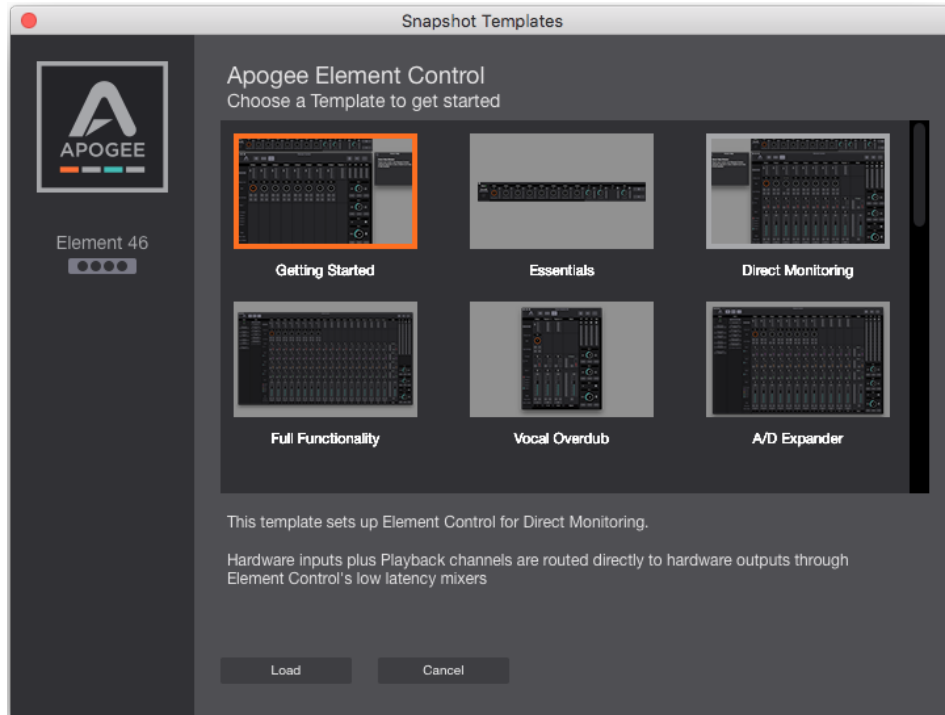 Snapshot Templates
APOGEE
Element 46
Apogee Element Control
Choose a Template to get started
Getting Started
Essentials
Direct Monitoring
Full Functionality
Vocal Overdub
A/D Expander
This template sets up Element Control for Direct Monitoring.
Hardware inputs plus Playback channels are routed directly to hardware outputs through
Element Control's low latency mixers
Load
Cancel